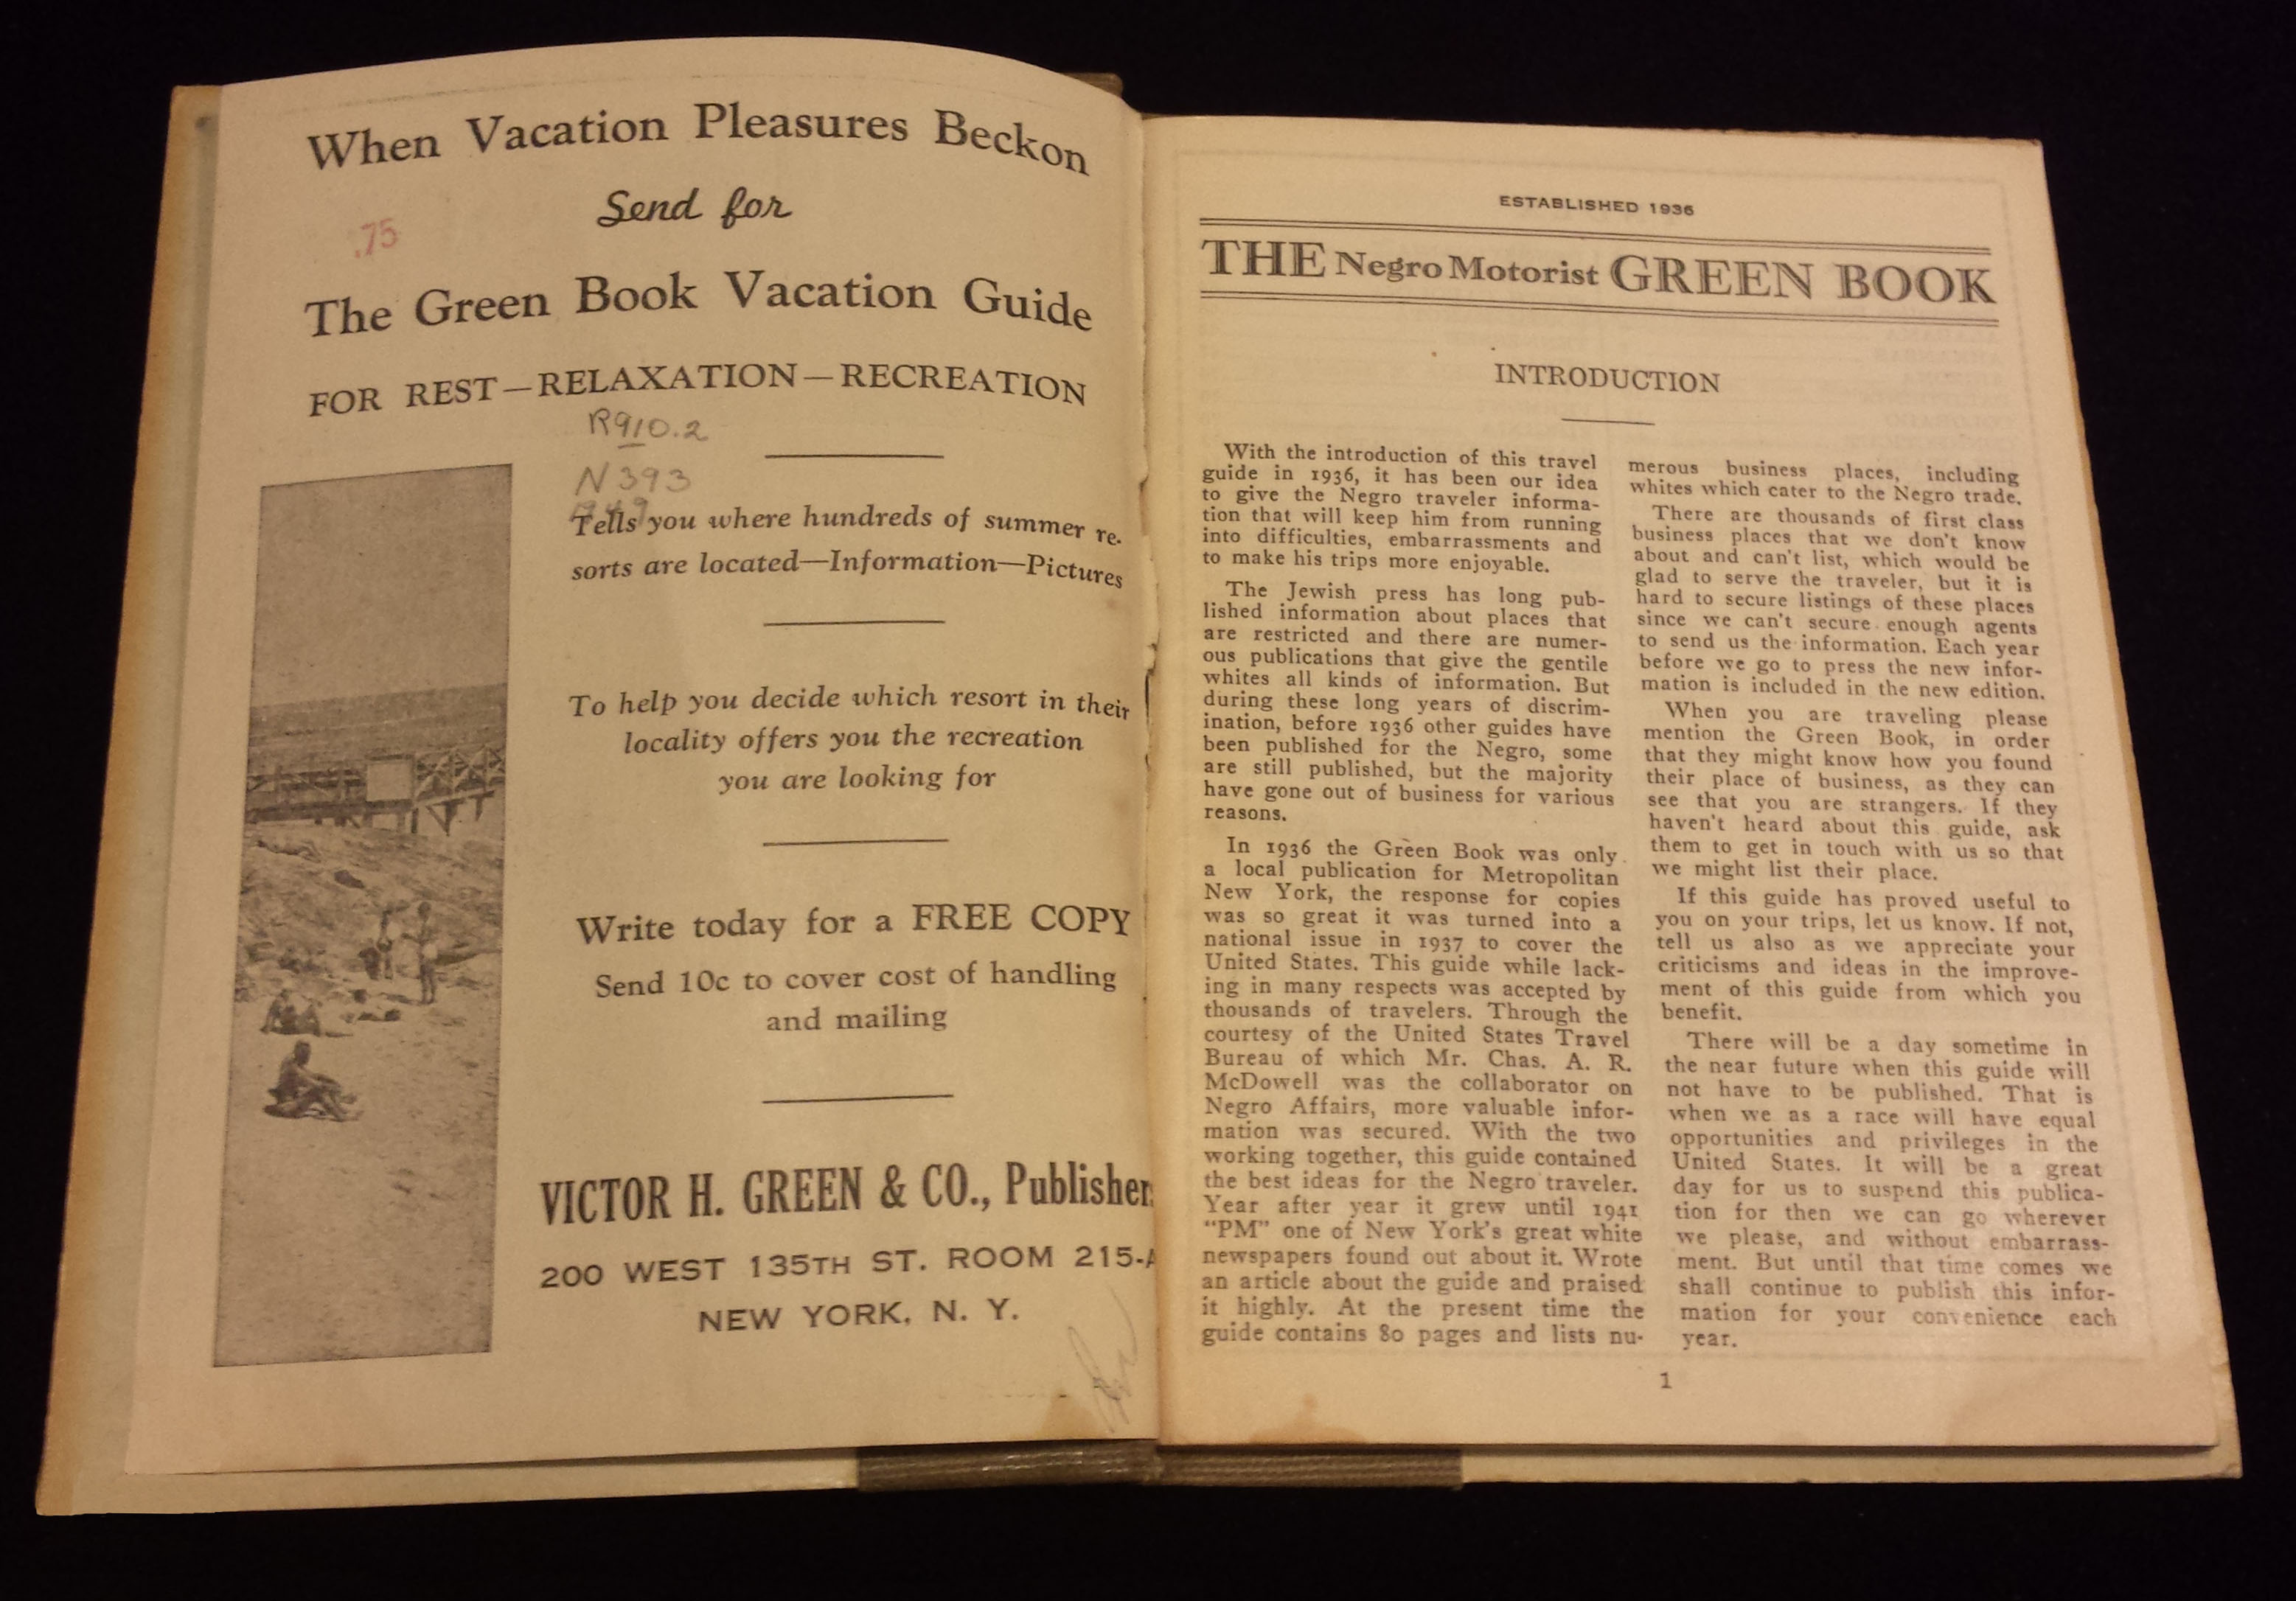 When Vacation Pleasures Beckon
Send for
.75
The Green Book Vacation Guide
FOR REST—RELAXATION—RECREATION
R910.2
N393
Tells you where hundreds of summer re-
sorts are located—Information—Pictures
To help you decide which resort in their
locality offers you the recreation
you are looking for
Write today for a FREE COPY
Send 10c to cover cost of handling
and mailing
VICTOR H. GREEN & CO., Publisher
200 WEST 135TH ST. ROOM 215-A
NEW YORK, N. Y.
ESTABLISHED 1936
THE Negro Motorist GREEN BOOK
INTRODUCTION
With the introduction of this travel
guide in 1936, it has been our idea
to give the Negro traveler informa-
tion that will keep him from running
into difficulties, embarrassments and
to make his trips more enjoyable.
The Jewish press has long pub-
lished information about places that
are restricted and there are numer-
ous publications that give the gentile
whites all kinds of information. But
during these long years of discrim-
ination, before 1936 other guides have
been published for the Negro, some
are still published, but the majority
have gone out of business for various
reasons.
In 1936 the Green Book was only
a local publication for Metropolitan
New York, the response for copies
was so great it was turned into a
national issue in 1937 to cover the
United States. This guide while lack-
ing in many respects was accepted by
thousands of travelers. Through the
courtesy of the United States Travel
Bureau of which Mr. Chas. A. R.
McDowell was the collaborator on
Negro Affairs, more valuable infor-
mation was secured. With the two
working together, this guide contained
the best ideas for the Negro traveler.
Year after year it grew until 1941
"PM" one of New York's great white
newspapers found out about it. Wrote
an article about the guide and praised
it highly. At the present time the
guide contains 80 pages and lists nu-
merous business places, including
whites which cater to the Negro trade.
There are thousands of first class
business places that we don't know
about and can't list, which would be
glad to serve the traveler, but it is
hard to secure listings of these places
since we can't secure enough agents
to send us the information. Each year
before we go to press the new infor-
mation is included in the new edition.
When you are traveling please
mention the Green Book, in order
that they might know how you found
their place of business, as they can
see that you are strangers. If they
haven't heard about this guide, ask
them to get in touch with us so that
we might list their place.
If this guide has proved useful to
you on your trips, let us know. If not,
tell us also as we appreciate your
criticisms and ideas in the improve-
ment of this guide from which you
benefit.
There will be a day sometime in
the near future when this guide will
not have to be published. That is
when we as a race will have equal
opportunities and privileges in the
United States. It will be a great
day for us to suspend this publica-
tion for then we can go wherever
we please, and without embarrass-
ment. But until that time comes we
shall continue to publish this infor-
mation for your convenience each
year.
1